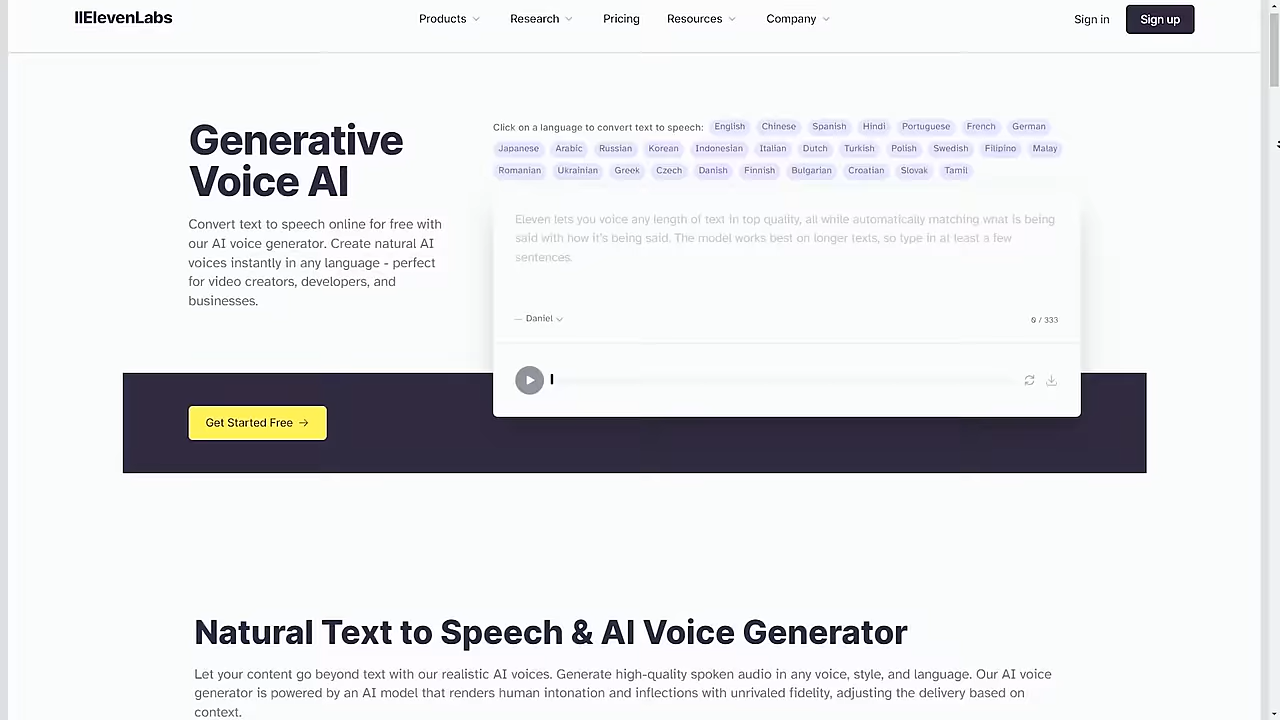 IIElevenLabs
Products
Research
Pricing
Resources
Company
Sign in
Sign up
Generative
Voice AI
Convert text to speech online for free with
our AI voice generator. Create natural AI
voices instantly in any language - perfect
for video creators, developers, and
businesses.
Get Started Free →
Click on a language to convert text to speech: English Chinese Spanish Hindi Portuguese French German
Japanese Arabic Russian Korean Indonesian Italian Dutch Turkish Polish Swedish Filipino Malay
Romanian Ukrainian Greek Czech Danish Finnish Bulgarian Croatian Slovak Tamil
Eleven lets you voice any length of text in top quality, all while automatically matching what is being
said with how it's being said. The model works best on longer texts, so type in at least a few
sentences.
— Daniel
0 / 333
Natural Text to Speech & AI Voice Generator
Let your content go beyond text with our realistic AI voices. Generate high-quality spoken audio in any voice, style, and language. Our AI voice
generator is powered by an AI model that renders human intonation and inflections with unrivaled fidelity, adjusting the delivery based on
context.